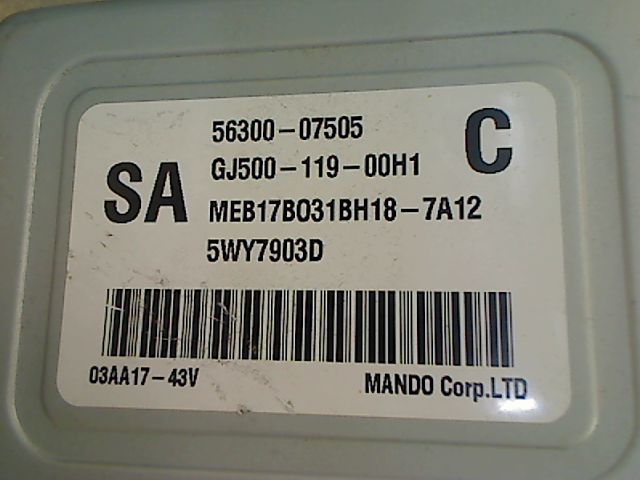 56300-07505
C
SA
GJ500-119-00H1
MEB17B031BH18-7A12
5WY7903D
03AA17-43V
MANDO Corp.LTD